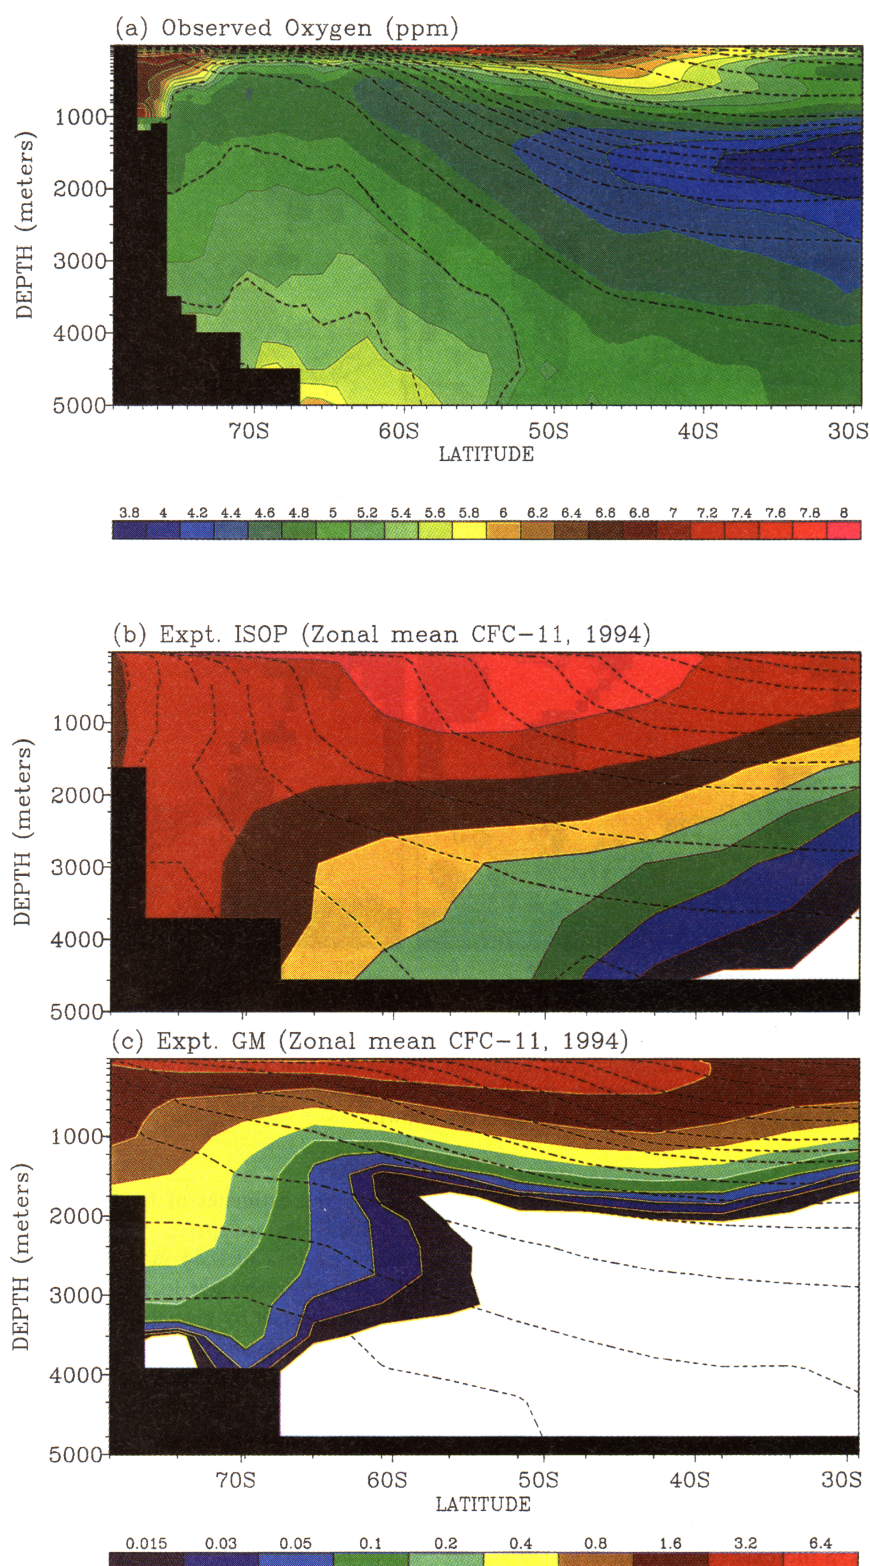 (a) Observed Oxygen (ppm)
DEPTH (meters)
1000
2000
3000
4000
5000
70S 60S 50S 40S 30S
LATITUDE
3.8 4 4.2 4.4 4.6 4.8 5 5.2 5.4 5.6 5.8 6 6.2 6.4 6.6 6.8 7 7.2 7.4 7.6 7.8 8
(b) Expt. ISOP (Zonal mean CFC-11, 1994)
DEPTH (meters)
1000
2000
3000
4000
5000
(c) Expt. GM (Zonal mean CFC-11, 1994)
DEPTH (meters)
1000
2000
3000
4000
5000
70S 60S 50S 40S 30S
LATITUDE
0.015 0.03 0.05 0.1 0.2 0.4 0.8 1.6 3.2 6.4